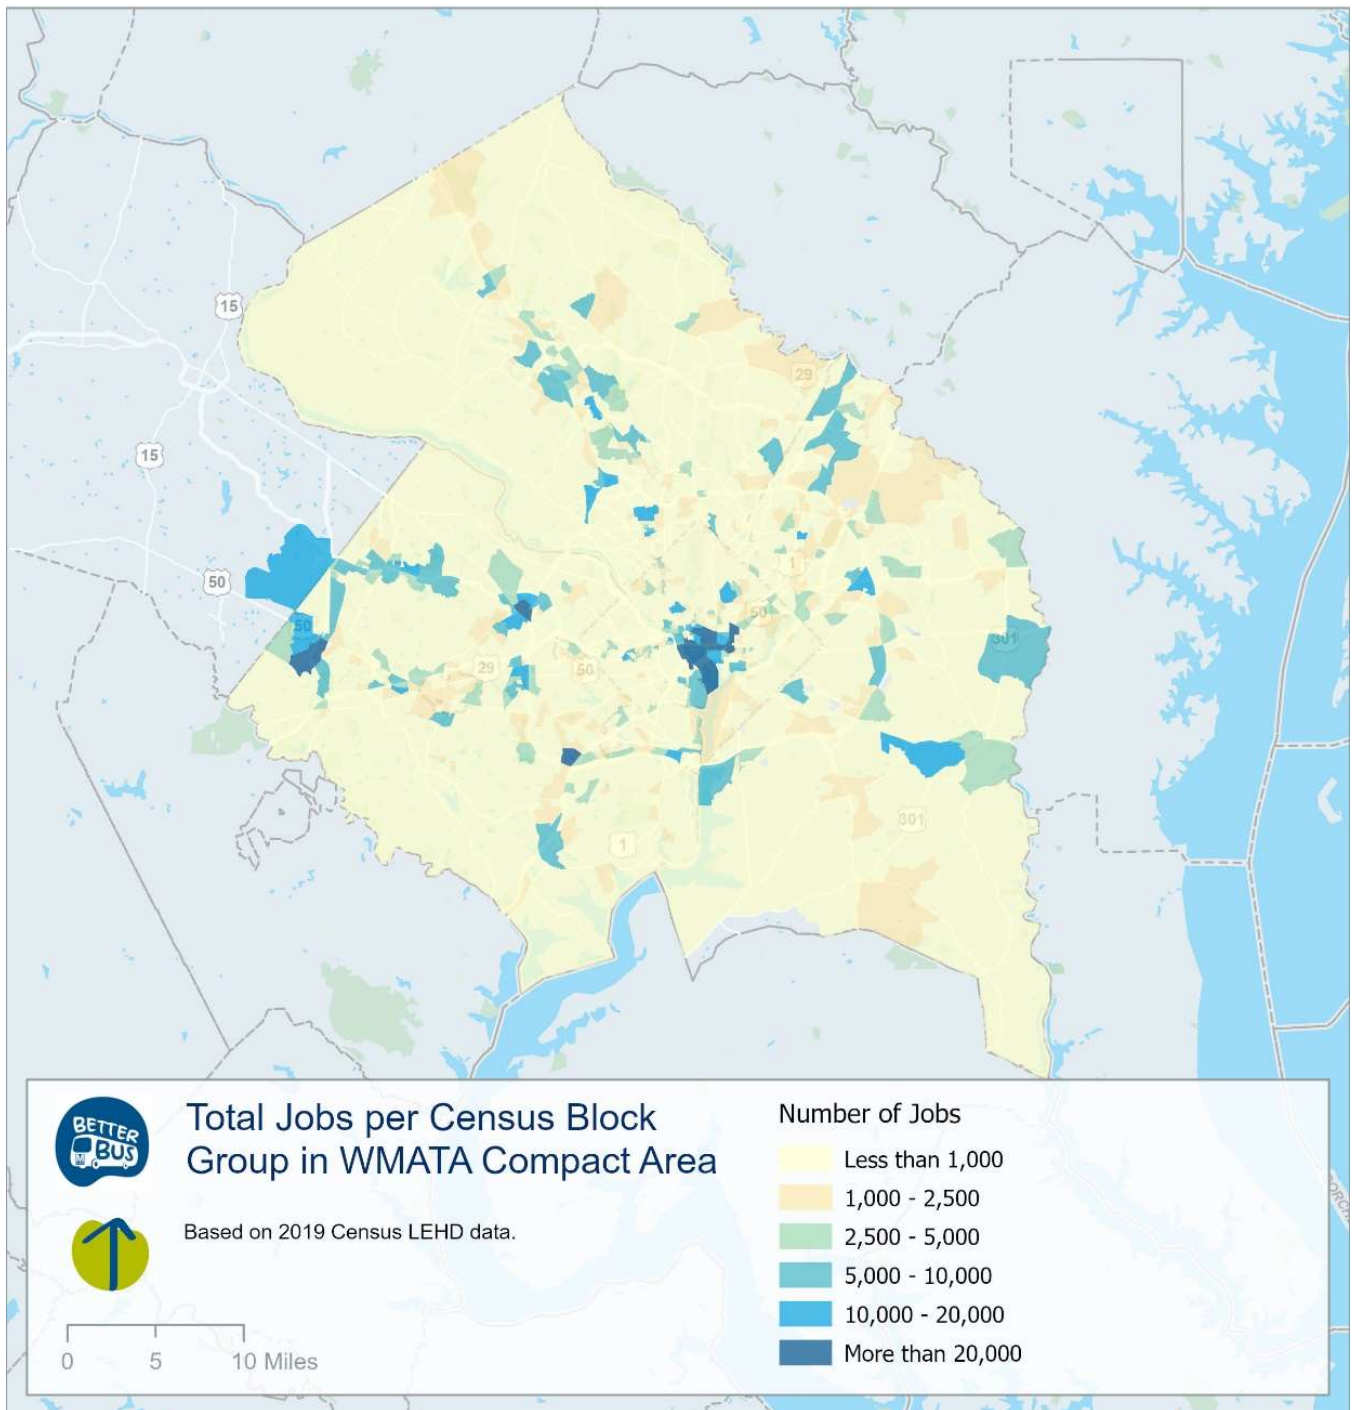 15
29
15
50
1
50
301
50
29
50
301
1
BETTER
BUS
M
Total Jobs per Census Block
Group in WMATA Compact Area
Based on 2019 Census LEHD data.
0 5 10 Miles
Number of Jobs
Less than 1,000
1,000 - 2,500
2,500 - 5,000
5,000 - 10,000
10,000 - 20,000
More than 20,000